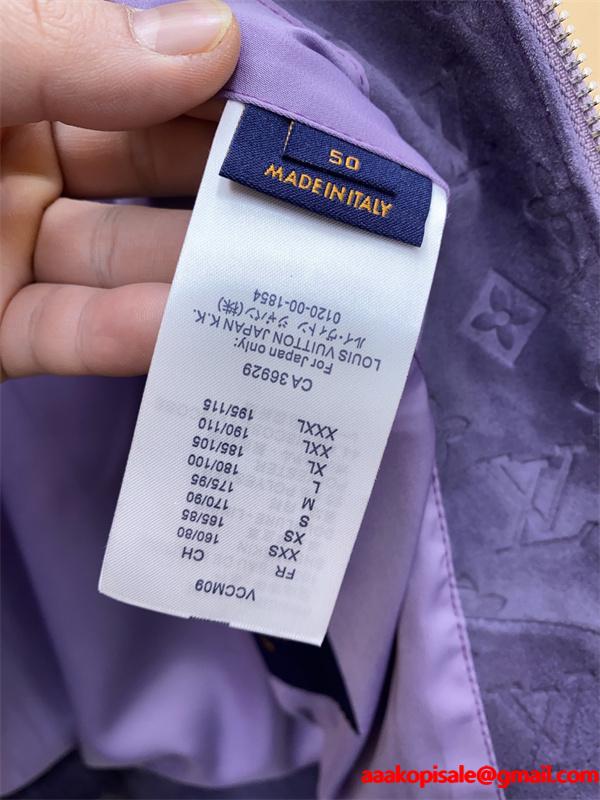 50
MADE IN ITALY
VCCM09
FR CH
XXS 160/80
XS 165/85
S 170/90
M 175/95
L 180/100
XL 185/105
XXL 190/110
XXXL 195/115
CA 36929
For Japan only:
LOUIS VUITTON JAPAN K.K.
ルイ・ヴィトン ジャパン(株)
0120-00-1854
LV
aaakopisale@gmail.com